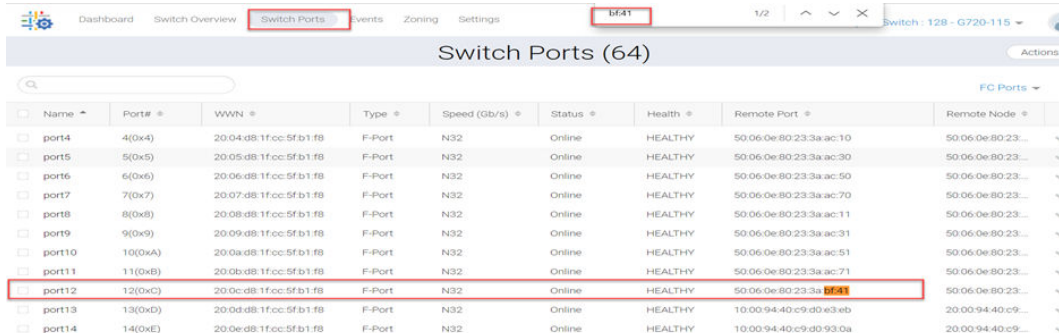 Dashboard Switch Overview Switch Ports Events Zoning Settings bf:41 1/2 Switch : 128 - G720-115
Switch Ports (64) Actions
FC Ports
Name Port# WWN Type Speed (Gb/s) Status Health Remote Port Remote Node
port4 4(0x4) 20:04:d8:1f:cc:5f:b1:f8 F-Port N32 Online HEALTHY 50:06:0e:80:23:3a:ac:10 50:06:0e:80:23:...
port5 5(0x5) 20:05:d8:1f:cc:5f:b1:f8 F-Port N32 Online HEALTHY 50:06:0e:80:23:3a:ac:30 50:06:0e:80:23:...
port6 6(0x6) 20:06:d8:1f:cc:5f:b1:f8 F-Port N32 Online HEALTHY 50:06:0e:80:23:3a:ac:50 50:06:0e:80:23:...
port7 7(0x7) 20:07:d8:1f:cc:5f:b1:f8 F-Port N32 Online HEALTHY 50:06:0e:80:23:3a:ac:70 50:06:0e:80:23:...
port8 8(0x8) 20:08:d8:1f:cc:5f:b1:f8 F-Port N32 Online HEALTHY 50:06:0e:80:23:3a:ac:11 50:06:0e:80:23:...
port9 9(0x9) 20:09:d8:1f:cc:5f:b1:f8 F-Port N32 Online HEALTHY 50:06:0e:80:23:3a:ac:31 50:06:0e:80:23:...
port10 10(0xA) 20:0a:d8:1f:cc:5f:b1:f8 F-Port N32 Online HEALTHY 50:06:0e:80:23:3a:ac:51 50:06:0e:80:23:...
port11 11(0xB) 20:0b:d8:1f:cc:5f:b1:f8 F-Port N32 Online HEALTHY 50:06:0e:80:23:3a:ac:71 50:06:0e:80:23:...
port12 12(0xC) 20:0c:d8:1f:cc:5f:b1:f8 F-Port N32 Online HEALTHY 50:06:0e:80:23:3a:bf:41 50:06:0e:80:23:...
port13 13(0xD) 20:0d:d8:1f:cc:5f:b1:f8 F-Port N32 Online HEALTHY 10:00:94:40:c9:d0:e3:eb 20:00:94:40:c9:...
port14 14(0xE) 20:0e:d8:1f:cc:5f:b1:f8 F-Port N32 Online HEALTHY 10:00:94:40:c9:d0:93:0a 20:00:94:40:c9:...